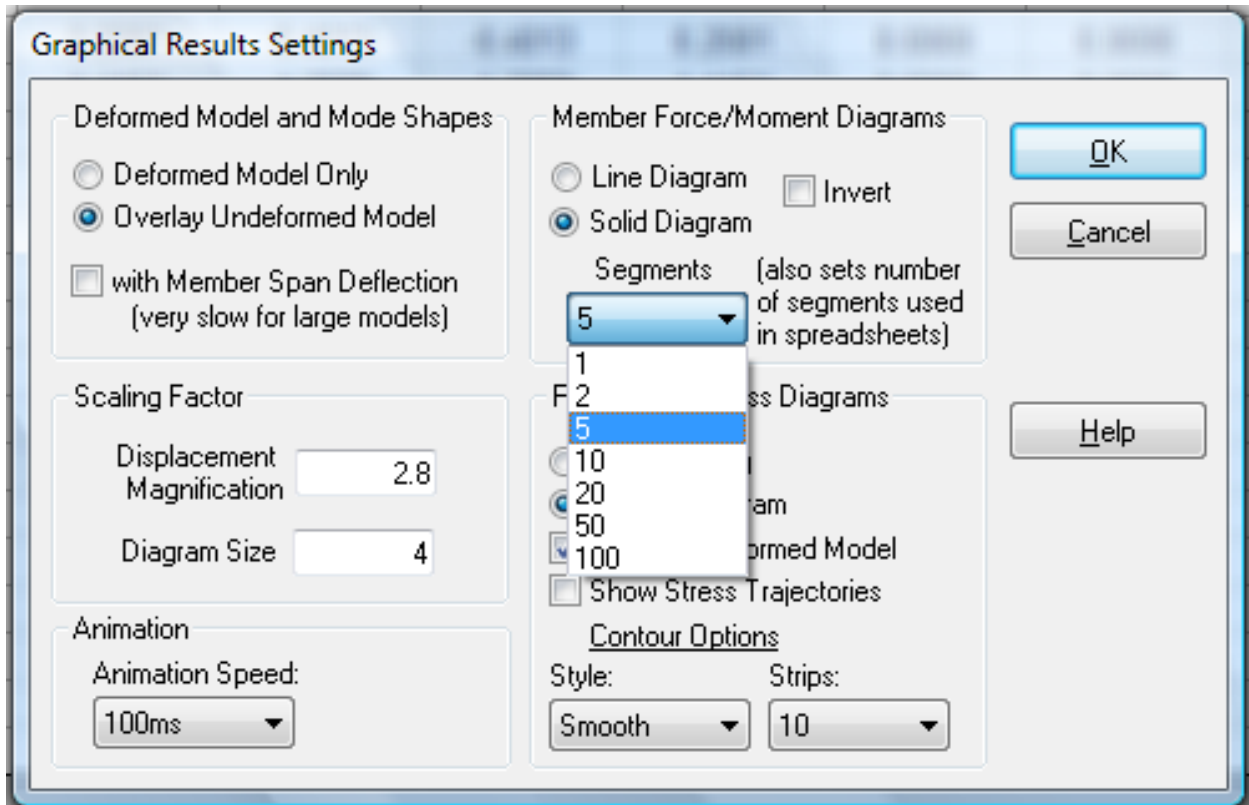 Graphical Results Settings
Deformed Model and Mode Shapes
Deformed Model Only
Overlay Undeformed Model
with Member Span Deflection
(very slow for large models)
Scaling Factor
Displacement
Magnification
2.8
Diagram Size
4
Animation
Animation Speed:
100ms
Member Force/Moment Diagrams
Line Diagram
Invert
Solid Diagram
Segments
(also sets number
of segments used
in spreadsheets)
5
1
2
5
10
20
50
100
Diagrams
Model
Show Stress Trajectories
Contour Options
Style:
Strips:
Smooth
10
OK
Cancel
Help